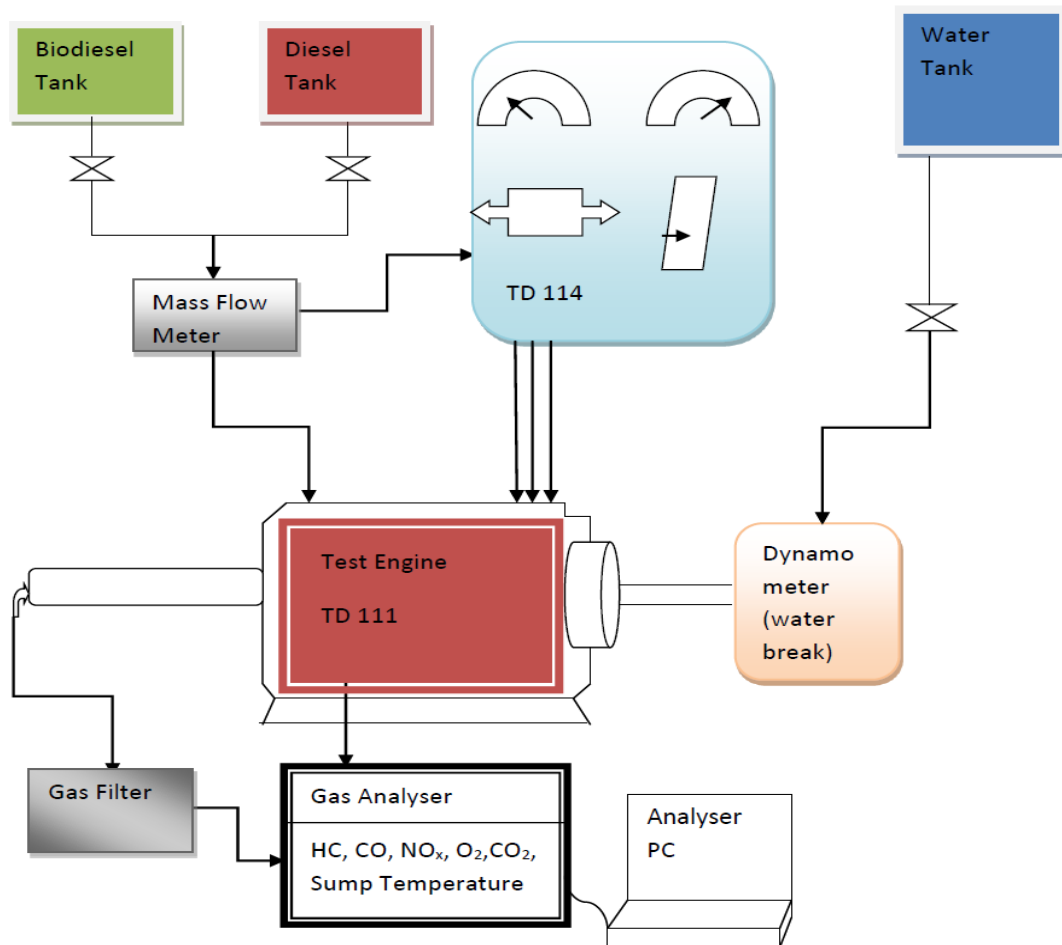 Biodiesel
Tank
Diesel
Tank
Water
Tank
Mass Flow
Meter
TD 114
Test Engine
TD 111
Dynamo
meter
(water
break)
Gas Filter
Gas Analyser
HC, CO, NOₓ, O₂,CO₂,
Sump Temperature
Analyser
PC